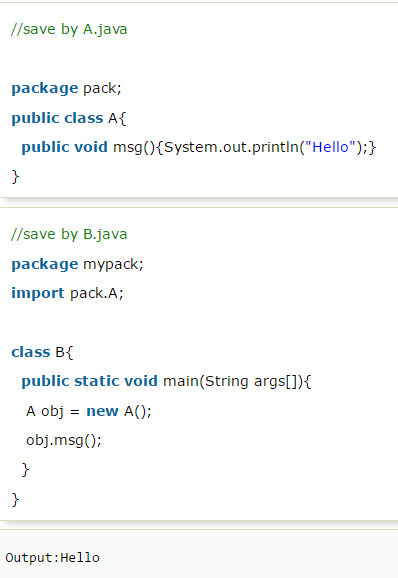 //save by A.java
package pack;
public class A{
public void msg(){System.out.println("Hello");}
}
//save by B.java
package mypack;
import pack.A;
class B{
public static void main(String args[]){
A obj = new A();
obj.msg();
}
}
Output:Hello